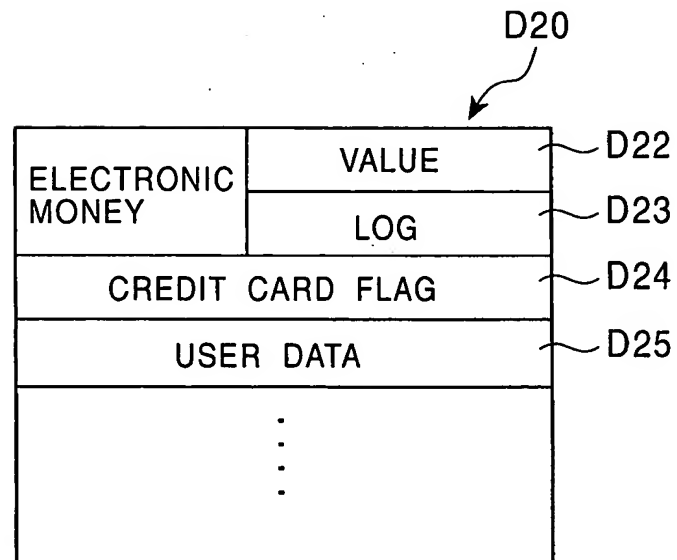 D20
ELECTRONIC
MONEY
VALUE
D22
LOG
D23
CREDIT CARD FLAG
D24
USER DATA
D25